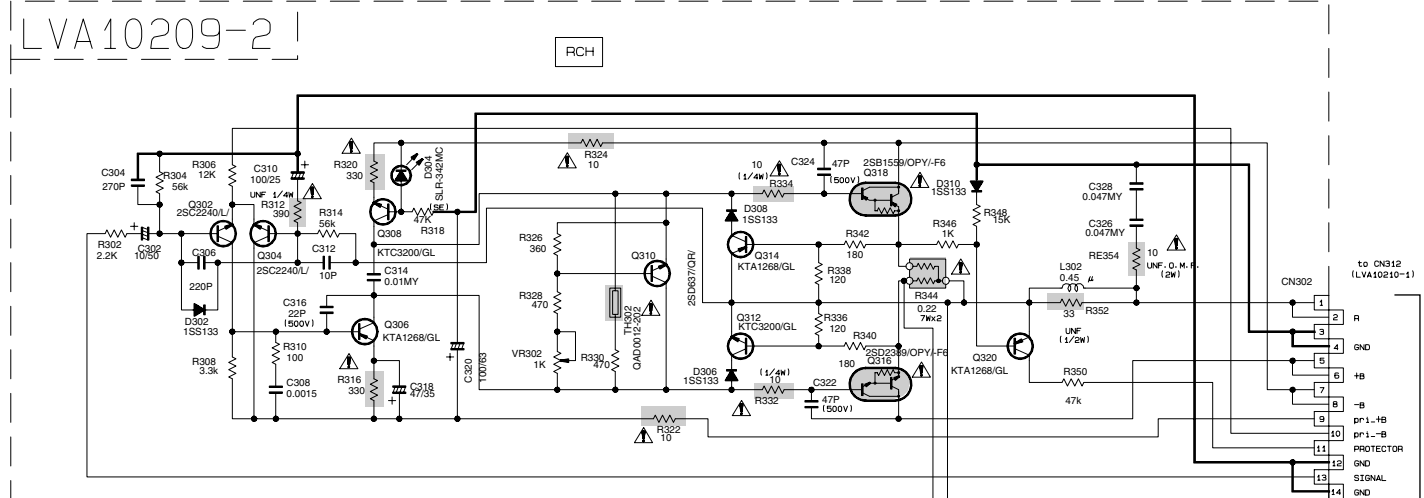 LVA10209-2
RCH
C304
270P
R304
56k
R306
12K
C310
100/25
UNF 1/4W
R312
390
R320
330
D304
SLR-342MC
(SE)
R324
10
10
(1/4W)
R334
C324
47P
(500V)
2SB1559/OPY/-F6
Q318
D310
1SS133
C328
0.047MY
Q302
2SC2240/L/
R314
56k
47K
R318
Q308
KTC3200/GL
D308
1SS133
R348
15K
C326
0.047MY
R302
2.2K
C302
10/50
C306
220P
Q304
2SC2240/L/
C312
10P
R326
360
Q310
2SD637/QR/
Q314
KTA1268/GL
R342
180
R346
1K
RE354
10
UNF.O.M.F.
(2W)
to CN312
(LVA10210-1)
C314
0.01MY
R338
120
L302
0.45 μ
CN302
D302
1SS133
C316
22P
(500V)
R328
470
TH302
QAD0012-202
R344
0.22
7Wx2
R352
33
UNF
(1/2W)
Q306
KTA1268/GL
Q312
KTC3200/GL
R336
120
R340
180
2SD2389/OPY/-F6
Q316
Q320
KTA1268/GL
R308
3.3k
R310
100
C308
0.0015
R316
330
C318
47/35
C320
100/63
VR302
1K
R330
470
D306
1SS133
(1/4W)
10
R332
C322
47P
(500V)
R350
47k
R322
10
1
2 R
3
4 GND
5
6 +B
7
8 -B
9 pri.+B
10 pri.-B
11 PROTECTOR
12 GND
13 SIGNAL
14 GND